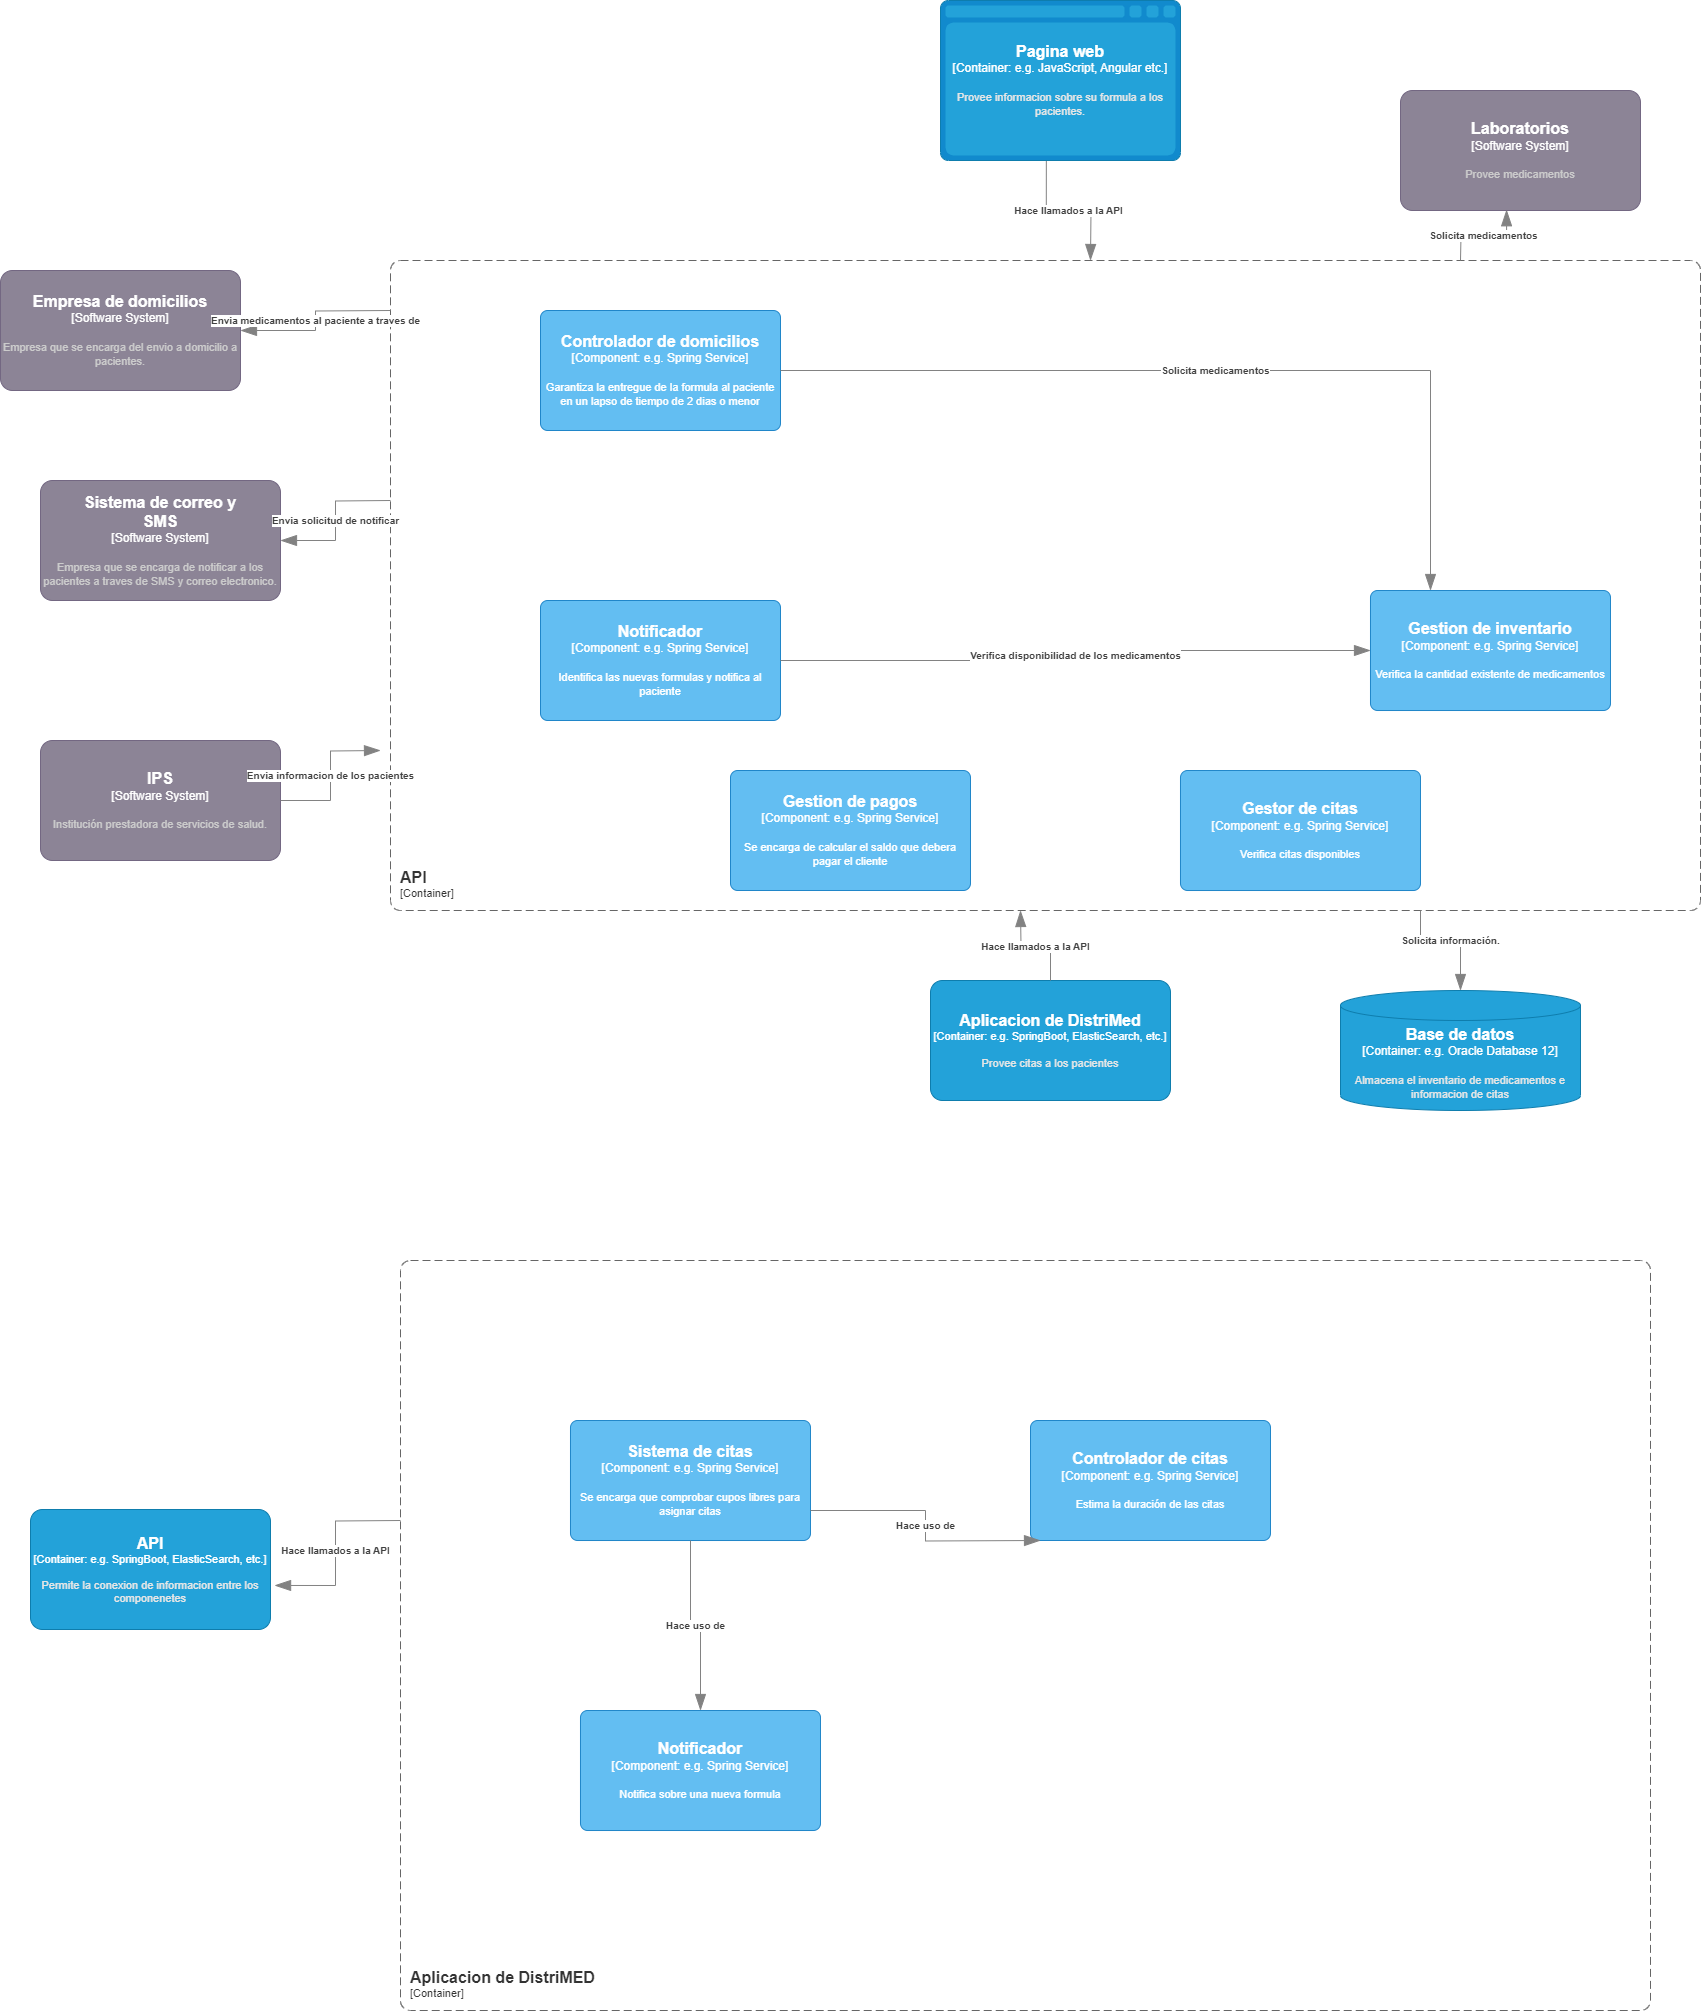 Pagina web
[Container: e.g. JavaScript, Angular etc.]
Provee informacion sobre su formula a los
pacientes.
Laboratorios
[Software System]
Provee medicamentos
Hace llamados a la API
Solicita medicamentos
Empresa de domicilios
[Software System]
Empresa que se encarga del envio a domicilio a
pacientes.
Envia medicamentos al paciente a traves de
Controlador de domicilios
[Component: e.g. Spring Service]
Garantiza la entregue de la formula al paciente
en un lapso de tiempo de 2 dias o menor
Solicita medicamentos
Sistema de correo y
SMS
[Software System]
Empresa que se encarga de notificar a los
pacientes a traves de SMS y correo electronico.
Envia solicitud de notificar
Notificador
[Component: e.g. Spring Service]
Identifica las nuevas formulas y notifica al
paciente
Verifica disponibilidad de los medicamentos
Gestion de inventario
[Component: e.g. Spring Service]
Verifica la cantidad existente de medicamentos
IPS
[Software System]
Institución prestadora de servicios de salud.
Envia informacion de los pacientes
Gestion de pagos
[Component: e.g. Spring Service]
Se encarga de calcular el saldo que debera
pagar el cliente
Gestor de citas
[Component: e.g. Spring Service]
Verifica citas disponibles
API
[Container]
Hace llamados a la API
Solicita información.
Aplicacion de DistriMed
[Container: e.g. SpringBoot, ElasticSearch, etc.]
Provee citas a los pacientes
Base de datos
[Container: e.g. Oracle Database 12]
Almacena el inventario de medicamentos e
informacion de citas
Sistema de citas
[Component: e.g. Spring Service]
Se encarga que comprobar cupos libres para
asignar citas
Controlador de citas
[Component: e.g. Spring Service]
Estima la duración de las citas
Hace uso de
API
[Container: e.g. SpringBoot, ElasticSearch, etc.]
Permite la conexion de informacion entre los
componenetes
Hace llamados a la API
Hace uso de
Notificador
[Component: e.g. Spring Service]
Notifica sobre una nueva formula
Aplicacion de DistriMED
[Container]